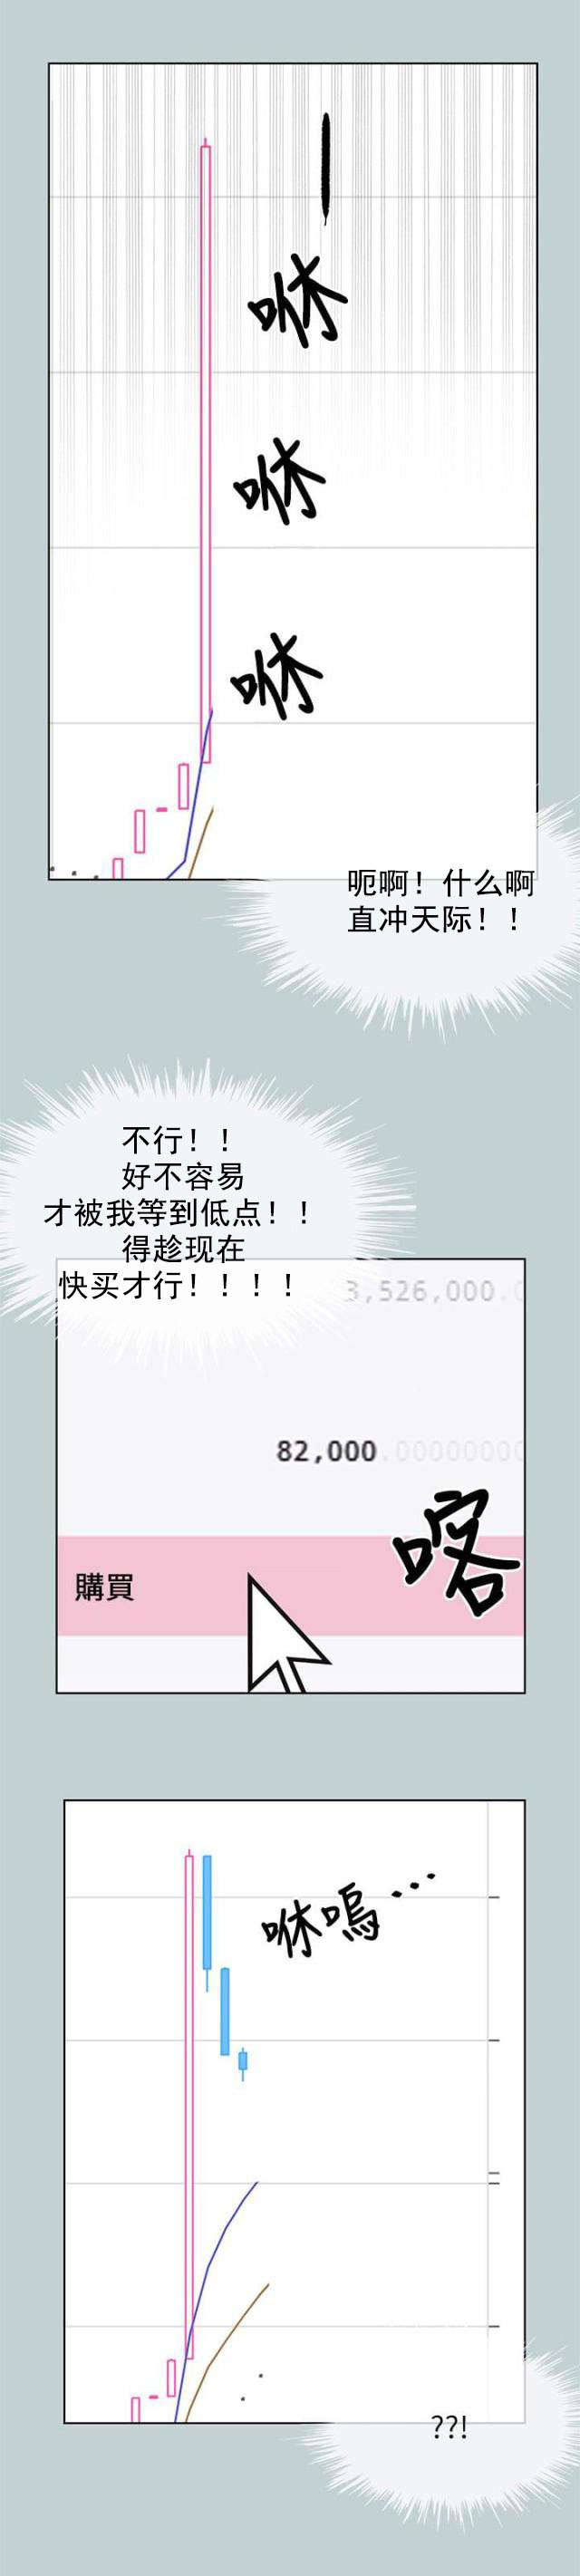 咻
咻
咻
呃啊！什么啊
直冲天际！！
不行！！
好不容易
才被我等到低点！！
得趁现在
快买才行！！！！
3,526,000.0
82,000.00000000
喀
購買
咻嗚…
??!